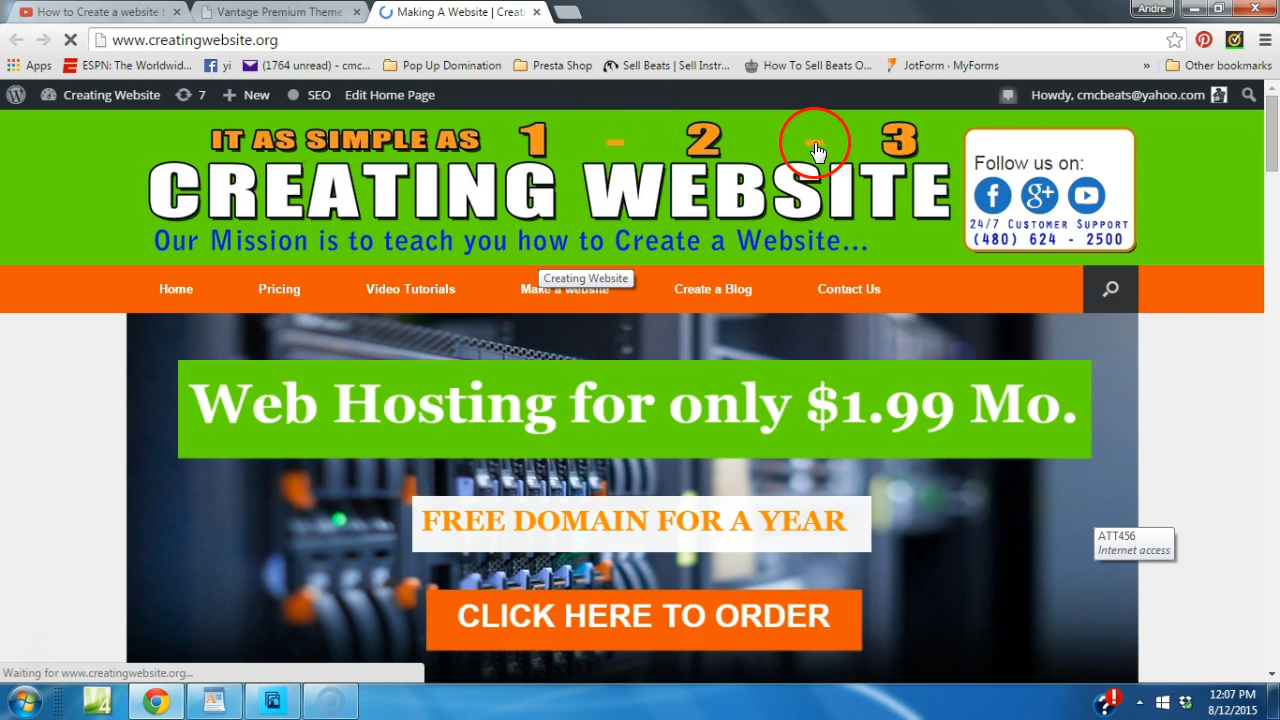 How to Create a website t
Vantage Premium Theme
Making A Website | Creati
Andre
www.creatingwebsite.org
Apps
ESPN: The Worldwid...
yi
(1764 unread) - cmc...
Pop Up Domination
Presta Shop
Sell Beats | Sell Instr...
How To Sell Beats O...
JotForm · MyForms
»
Other bookmarks
Creating Website
7
New
SEO
Edit Home Page
Howdy, cmcbeats@yahoo.com
IT AS SIMPLE AS 1 - 2 - 3
CREATING WEBSITE
Our Mission is to teach you how to Create a Website...
Follow us on:
24/7 Customer Support
(480) 624 - 2500
Creating Website
Home
Pricing
Video Tutorials
Make a website
Create a Blog
Contact Us
Web Hosting for only $1.99 Mo.
FREE DOMAIN FOR A YEAR
CLICK HERE TO ORDER
ATT456
Internet access
Waiting for www.creatingwebsite.org...
12:07 PM
8/12/2015